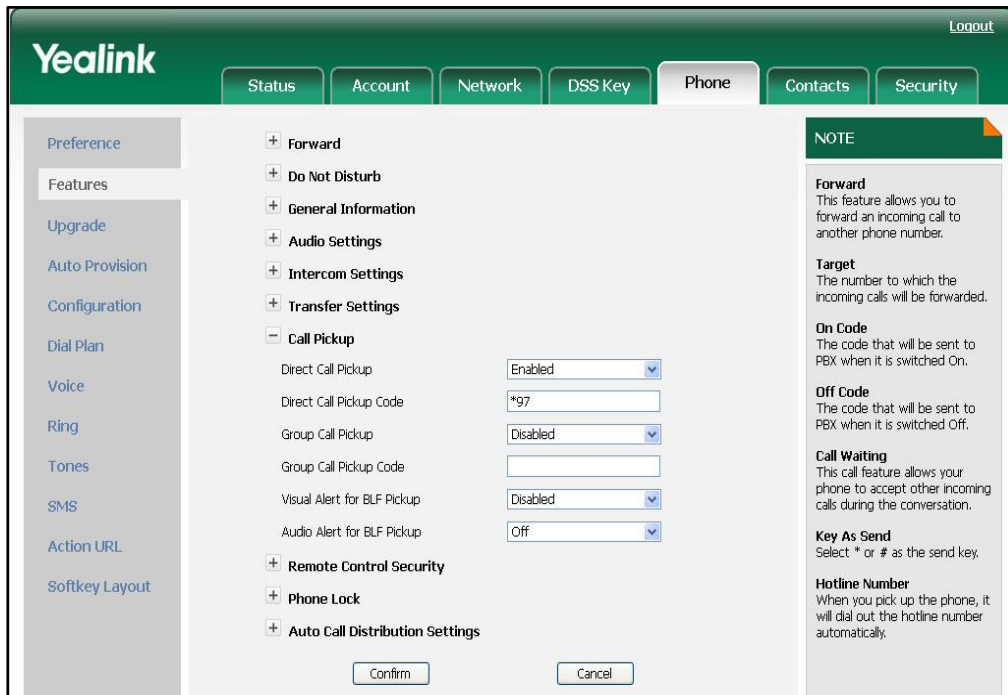 Logout
Yealink
Status
Account
Network
DSS Key
Phone
Contacts
Security
Preference
Features
Upgrade
Auto Provision
Configuration
Dial Plan
Voice
Ring
Tones
SMS
Action URL
Softkey Layout
+ Forward
+ Do Not Disturb
+ General Information
+ Audio Settings
+ Intercom Settings
+ Transfer Settings
− Call Pickup
Direct Call Pickup Enabled
Direct Call Pickup Code *97
Group Call Pickup Disabled
Group Call Pickup Code
Visual Alert for BLF Pickup Disabled
Audio Alert for BLF Pickup Off
+ Remote Control Security
+ Phone Lock
+ Auto Call Distribution Settings
Confirm
Cancel
NOTE
Forward
This feature allows you to
forward an incoming call to
another phone number.
Target
The number to which the
incoming calls will be forwarded.
On Code
The code that will be sent to
PBX when it is switched On.
Off Code
The code that will be sent to
PBX when it is switched Off.
Call Waiting
This call feature allows your
phone to accept other incoming
calls during the conversation.
Key As Send
Select * or # as the send key.
Hotline Number
When you pick up the phone, it
will dial out the hotline number
automatically.